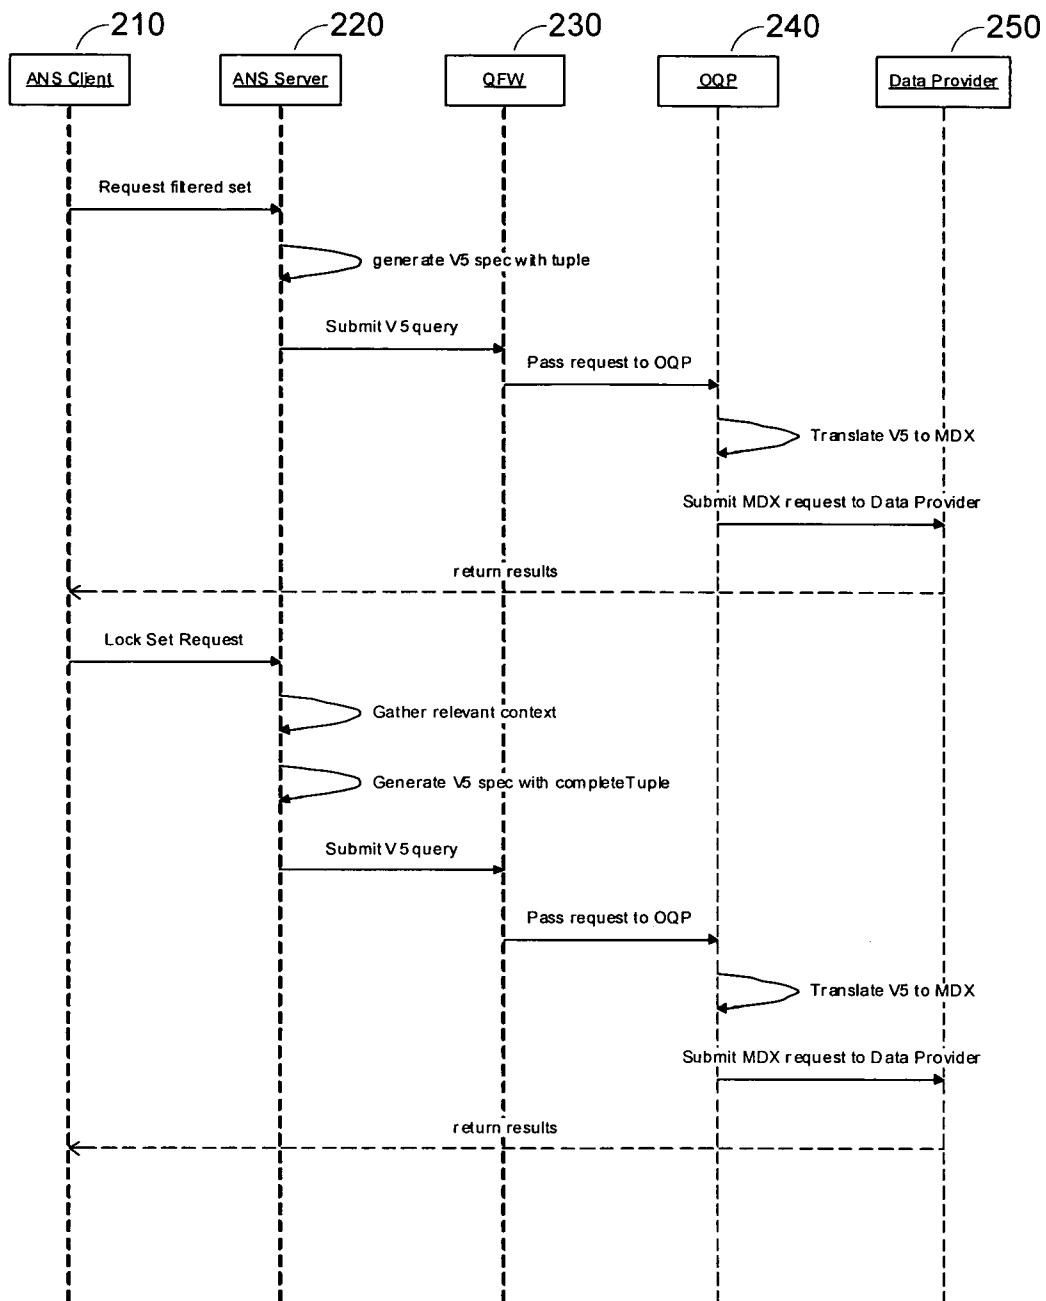 210
220
230
240
250
ANS Client
ANS Server
QFW
OQP
Data Provider
Request filtered set
generate V5 spec with tuple
Submit V5 query
Pass request to OQP
Translate V5 to MDX
Submit MDX request to Data Provider
return results
Lock Set Request
Gather relevant context
Generate V5 spec with completeTuple
Submit V5 query
Pass request to OQP
Translate V5 to MDX
Submit MDX request to Data Provider
return results